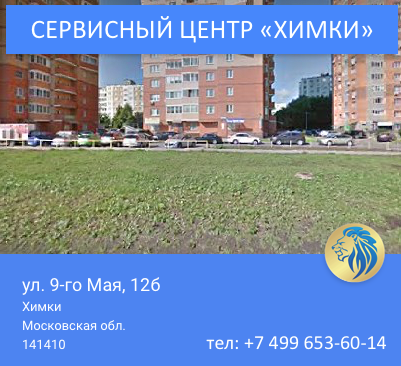 СЕРВИСНЫЙ ЦЕНТР «ХИМКИ»
ул. 9-го Мая, 12б
Химки
Московская обл.
141410
тел: +7 499 653-60-14